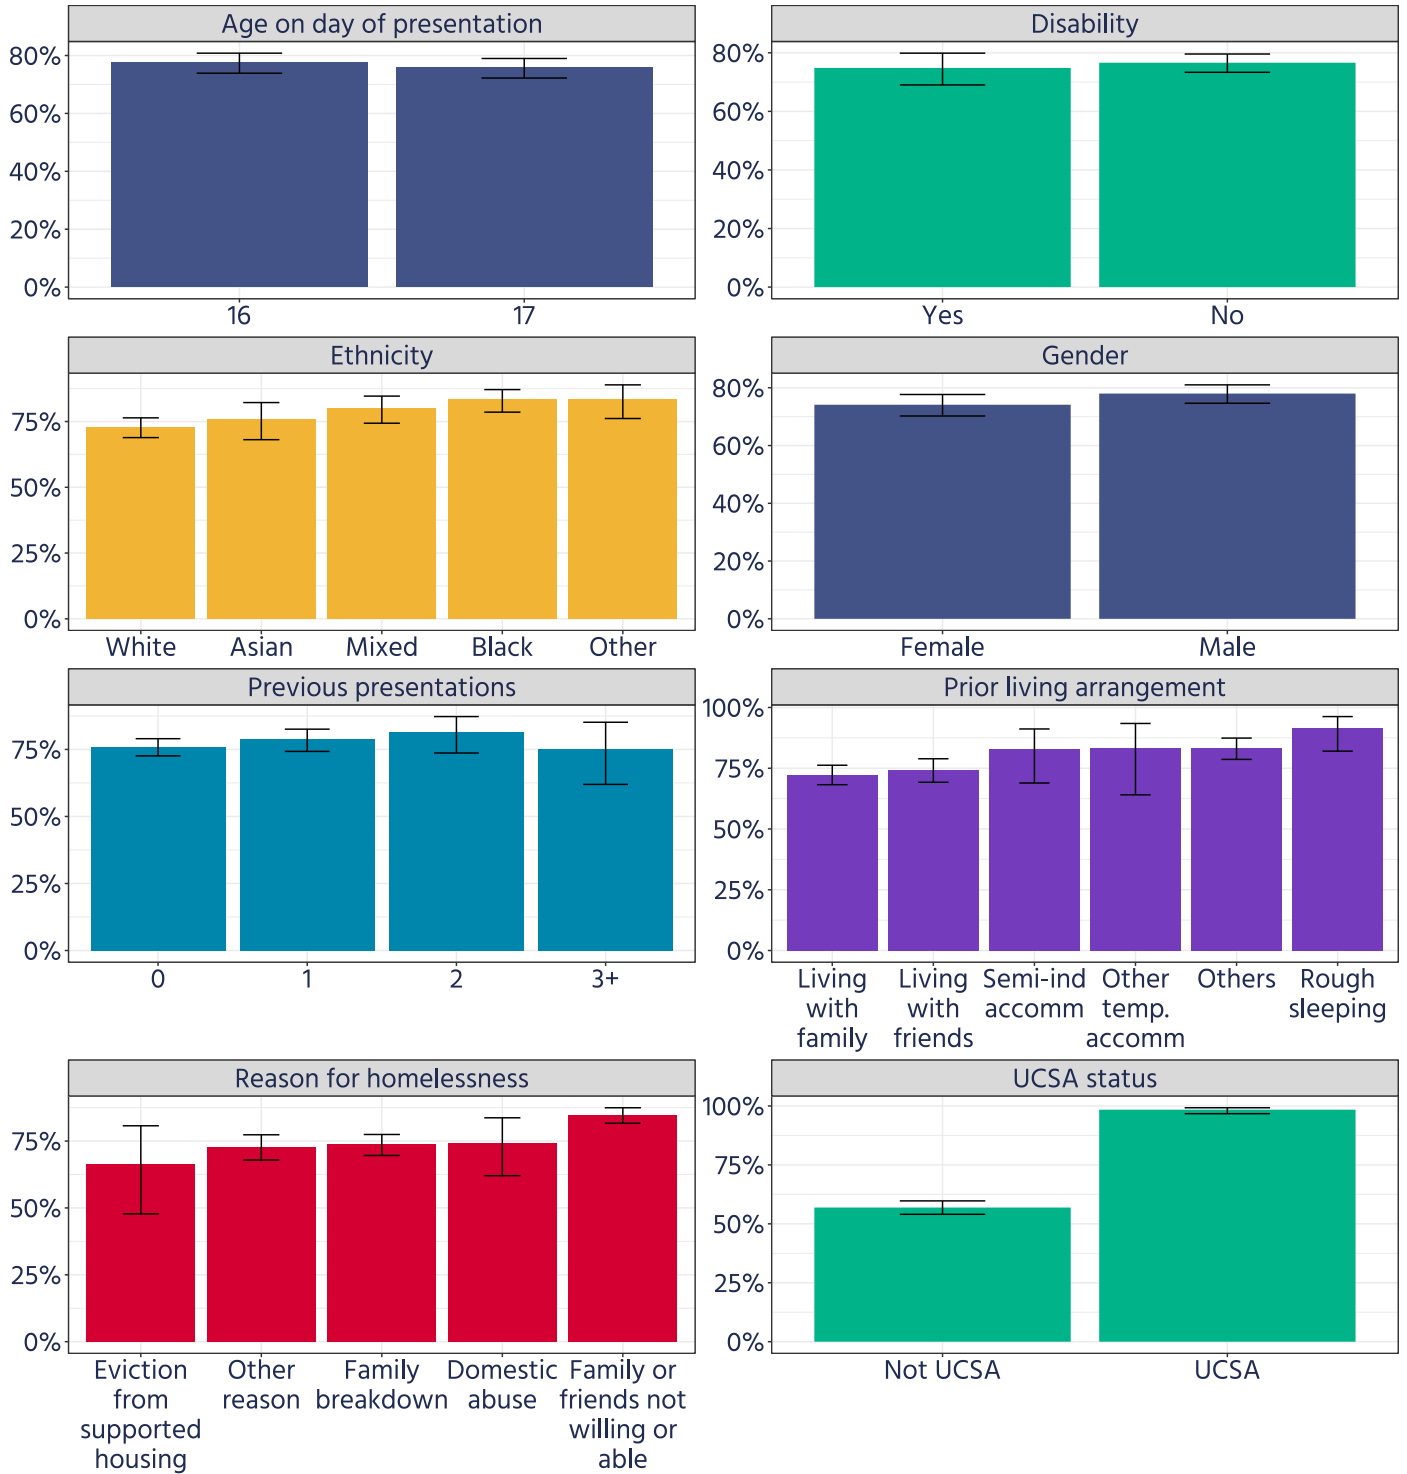 Age on day of presentation
80%
60%
40%
20%
0%
16 17
Disability
80%
60%
40%
20%
0%
Yes No
Ethnicity
75%
50%
25%
0%
White Asian Mixed Black Other
Gender
80%
60%
40%
20%
0%
Female Male
Previous presentations
75%
50%
25%
0%
0 1 2 3+
Prior living arrangement
100%
75%
50%
25%
0%
Living Living Semi-ind Other Others Rough
with with accomm temp. sleeping
family friends accomm
Reason for homelessness
75%
50%
25%
0%
Eviction Other Family Domestic Family or
from reason breakdown abuse friends not
supported willing or
housing able
UCSA status
100%
75%
50%
25%
0%
Not UCSA UCSA